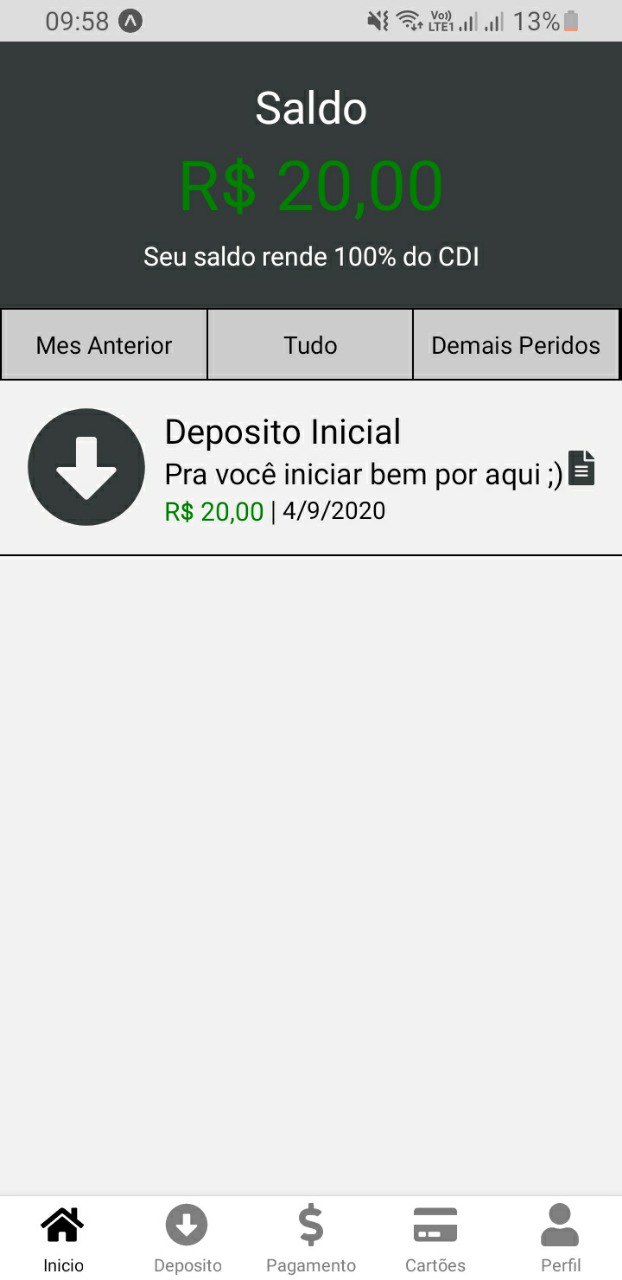 09:58
Vo) LTE1 13%
Saldo
R$ 20,00
Seu saldo rende 100% do CDI
Mes Anterior Tudo Demais Peridos
Deposito Inicial
Pra você iniciar bem por aqui ;)
R$ 20,00 | 4/9/2020
Inicio Deposito Pagamento Cartões Perfil